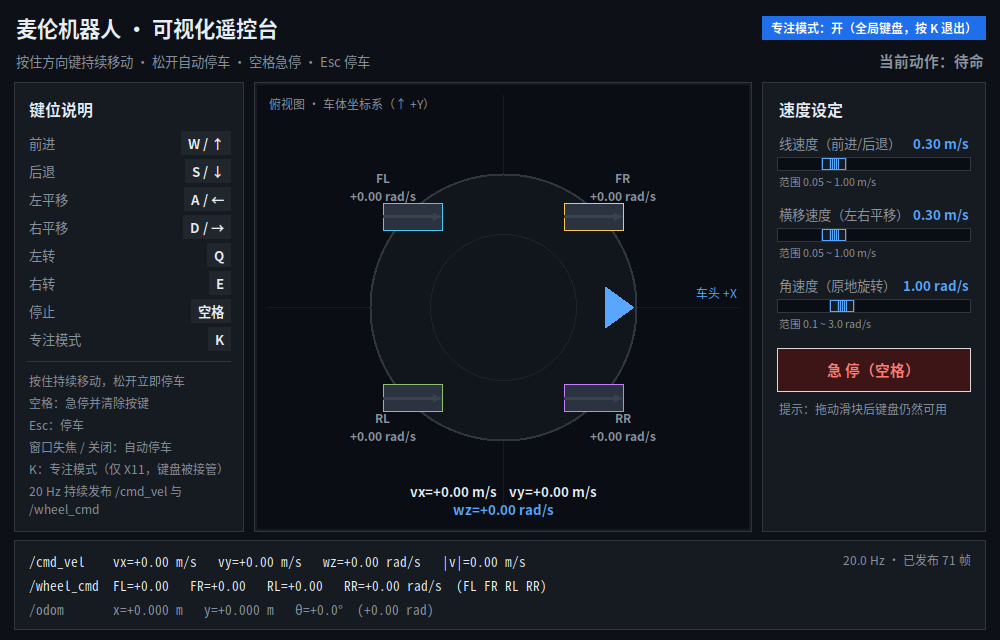 麦伦机器人 · 可视化遥控台
专注模式：开（全局键盘，按 K 退出）
按住方向键持续移动 · 松开自动停车 · 空格急停 · Esc 停车
当前动作：待命
键位说明
前进 W / ↑
后退 S / ↓
左平移 A / ←
右平移 D / →
左转 Q
右转 E
停止 空格
专注模式 K
按住持续移动，松开立即停车
空格：急停并清除按键
Esc：停车
窗口失焦 / 关闭：自动停车
K：专注模式（仅 X11，键盘被接管）
20 Hz 持续发布 /cmd_vel 与
/wheel_cmd
俯视图 · 车体坐标系（↑ +Y）
FL
+0.00 rad/s
FR
+0.00 rad/s
车头 +X
RL
+0.00 rad/s
RR
+0.00 rad/s
vx=+0.00 m/s vy=+0.00 m/s
wz=+0.00 rad/s
速度设定
线速度（前进/后退） 0.30 m/s
范围 0.05 ~ 1.00 m/s
横移速度（左右平移） 0.30 m/s
范围 0.05 ~ 1.00 m/s
角速度（原地旋转） 1.00 rad/s
范围 0.1 ~ 3.0 rad/s
急 停（空格）
提示：拖动滑块后键盘仍然可用
/cmd_vel vx=+0.00 m/s vy=+0.00 m/s wz=+0.00 rad/s |v|=0.00 m/s
20.0 Hz · 已发布 71 帧
/wheel_cmd FL=+0.00 FR=+0.00 RL=+0.00 RR=+0.00 rad/s (FL FR RL RR)
/odom x=+0.000 m y=+0.000 m θ=+0.0° (+0.00 rad)